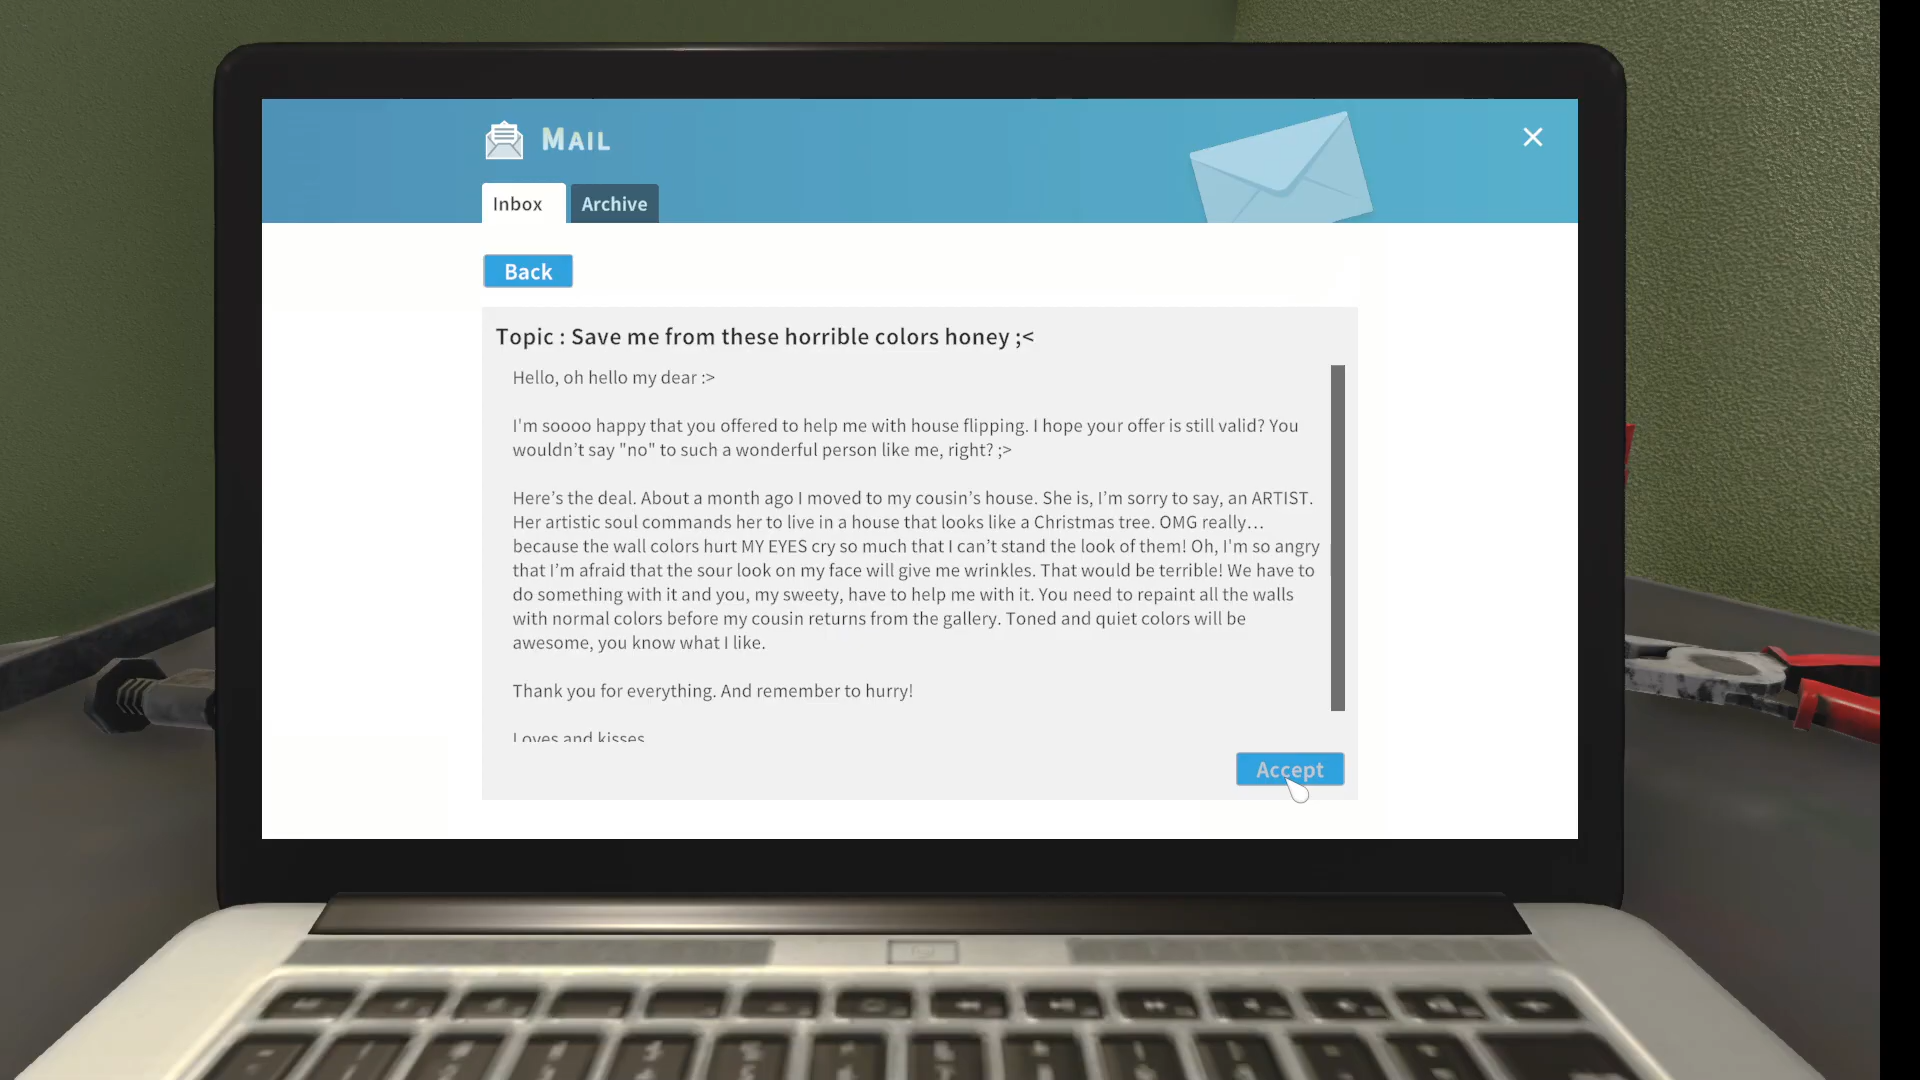 MAIL
Inbox
Archive
Back
Topic : Save me from these horrible colors honey ;<
Hello, oh hello my dear :>
I'm soooo happy that you offered to help me with house flipping. I hope your offer is still valid? You
wouldn’t say "no" to such a wonderful person like me, right? ;>
Here’s the deal. About a month ago I moved to my cousin’s house. She is, I’m sorry to say, an ARTIST.
Her artistic soul commands her to live in a house that looks like a Christmas tree. OMG really…
because the wall colors hurt MY EYES cry so much that I can’t stand the look of them! Oh, I'm so angry
that I’m afraid that the sour look on my face will give me wrinkles. That would be terrible! We have to
do something with it and you, my sweety, have to help me with it. You need to repaint all the walls
with normal colors before my cousin returns from the gallery. Toned and quiet colors will be
awesome, you know what I like.
Thank you for everything. And remember to hurry!
Loves and kisses
Accept